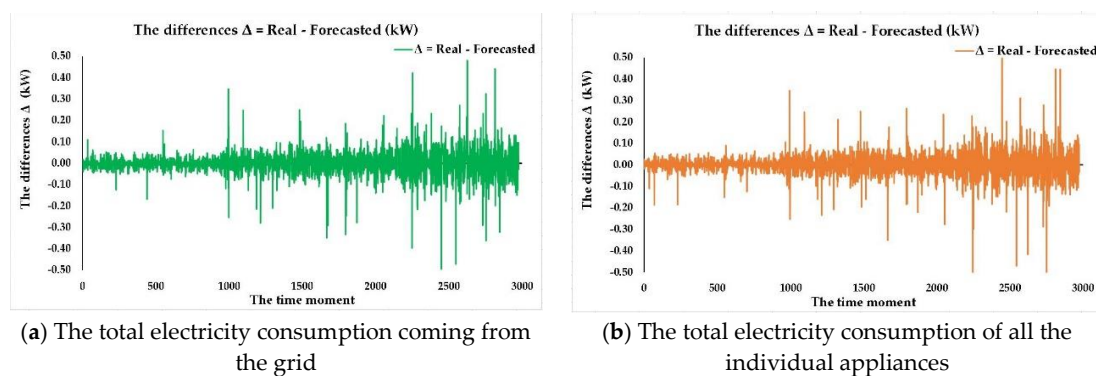 The differences Δ = Real - Forecasted (kW)
Δ = Real - Forecasted
The differences Δ (kW)
0.50
0.40
0.30
0.20
0.10
0.00
-0.10
-0.20
-0.30
-0.40
-0.50
0 500 1000 1500 2000 2500 3000
The time moment
(a) The total electricity consumption coming from
the grid
The differences Δ = Real - Forecasted (kW)
Δ = Real - Forecasted
The differences Δ (kW)
0.50
0.40
0.30
0.20
0.10
0.00
-0.10
-0.20
-0.30
-0.40
-0.50
0 500 1000 1500 2000 2500 3000
The time moment
(b) The total electricity consumption of all the
individual appliances